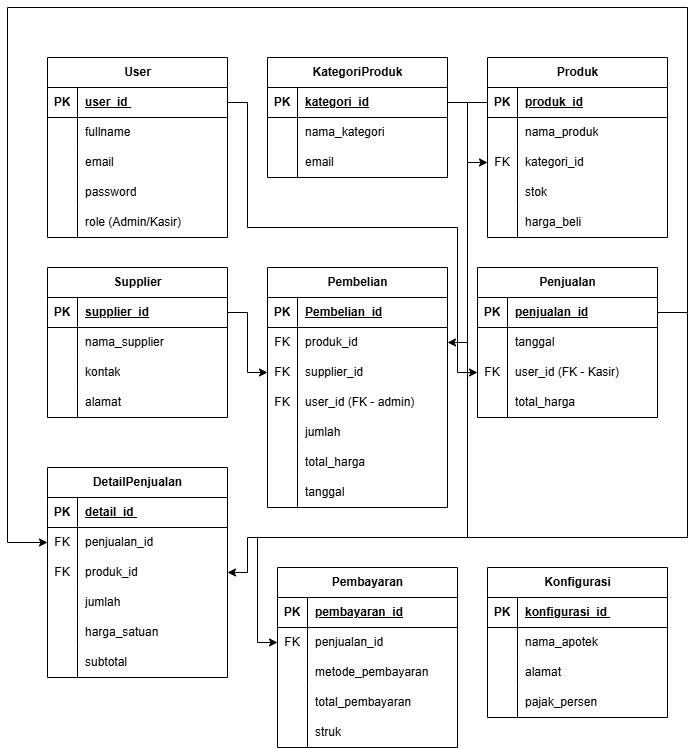 User
PK user_id
fullname
email
password
role (Admin/Kasir)
KategoriProduk
PK kategori_id
nama_kategori
email
Produk
PK produk_id
nama_produk
FK kategori_id
stok
harga_beli
Supplier
PK supplier_id
nama_supplier
kontak
alamat
Pembelian
PK Pembelian_id
FK produk_id
FK supplier_id
FK user_id (FK - admin)
jumlah
total_harga
tanggal
Penjualan
PK penjualan_id
tanggal
FK user_id (FK - Kasir)
total_harga
DetailPenjualan
PK detail_id
FK penjualan_id
FK produk_id
jumlah
harga_satuan
subtotal
Pembayaran
PK pembayaran_id
FK penjualan_id
metode_pembayaran
total_pembayaran
struk
Konfigurasi
PK konfigurasi_id
nama_apotek
alamat
pajak_persen